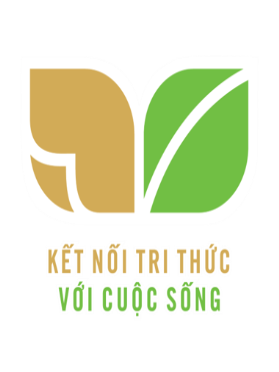 KẾT NỐI TRI THỨC
VỚI CUỘC SỐNG